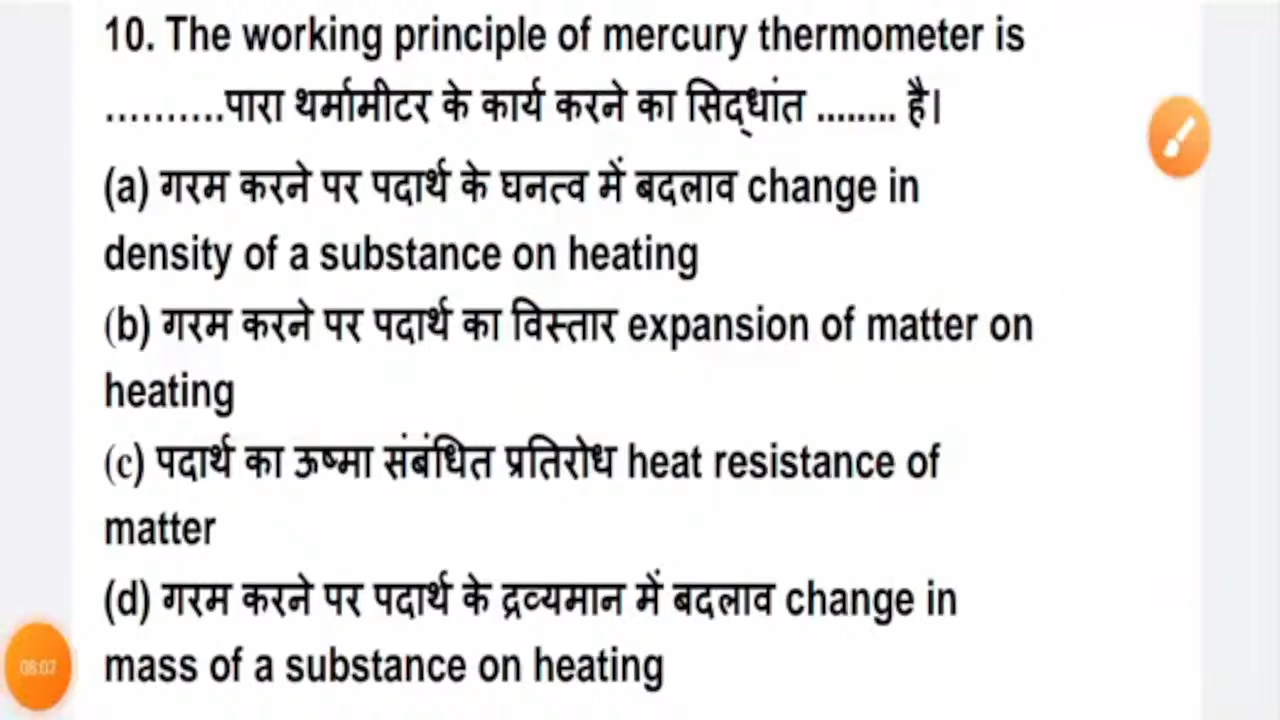 10. The working principle of mercury thermometer is
..........पारा थर्मामीटर के कार्य करने का सिद्धांत ........ है।
(a) गरम करने पर पदार्थ के घनत्व में बदलाव change in
density of a substance on heating
(b) गरम करने पर पदार्थ का विस्तार expansion of matter on
heating
(c) पदार्थ का ऊष्मा संबंधित प्रतिरोध heat resistance of
matter
(d) गरम करने पर पदार्थ के द्रव्यमान में बदलाव change in
mass of a substance on heating
08:07